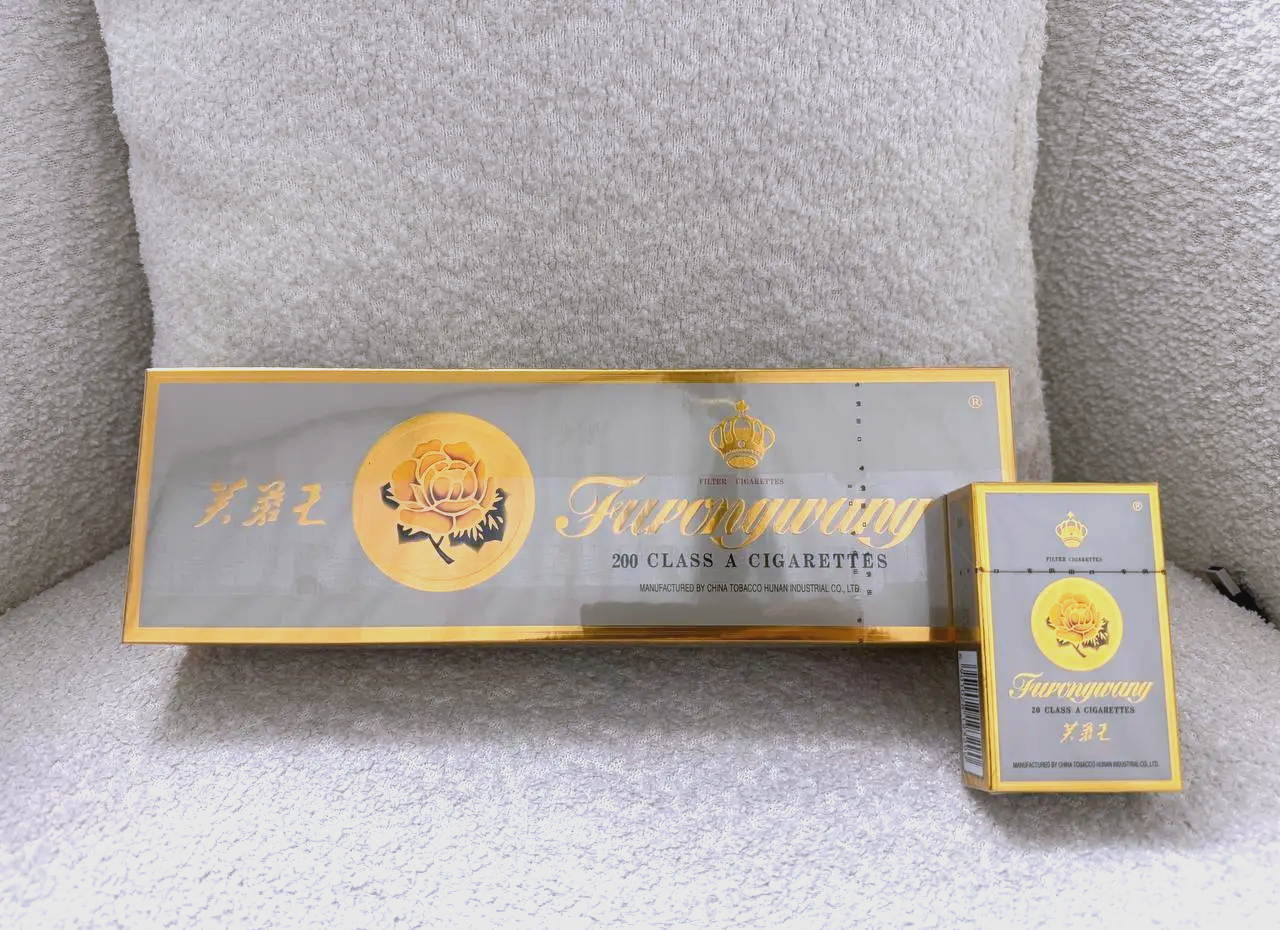 ®
FILTER CIGARETTES
芙蓉王
Furongwang
200 CLASS A CIGARETTES
MANUFACTURED BY CHINA TOBACCO HUNAN INDUSTRIAL CO., LTD.
®
FILTER CIGARETTES
Furongwang
20 CLASS A CIGARETTES
芙蓉王
MANUFACTURED BY CHINA TOBACCO HUNAN INDUSTRIAL CO., LTD.